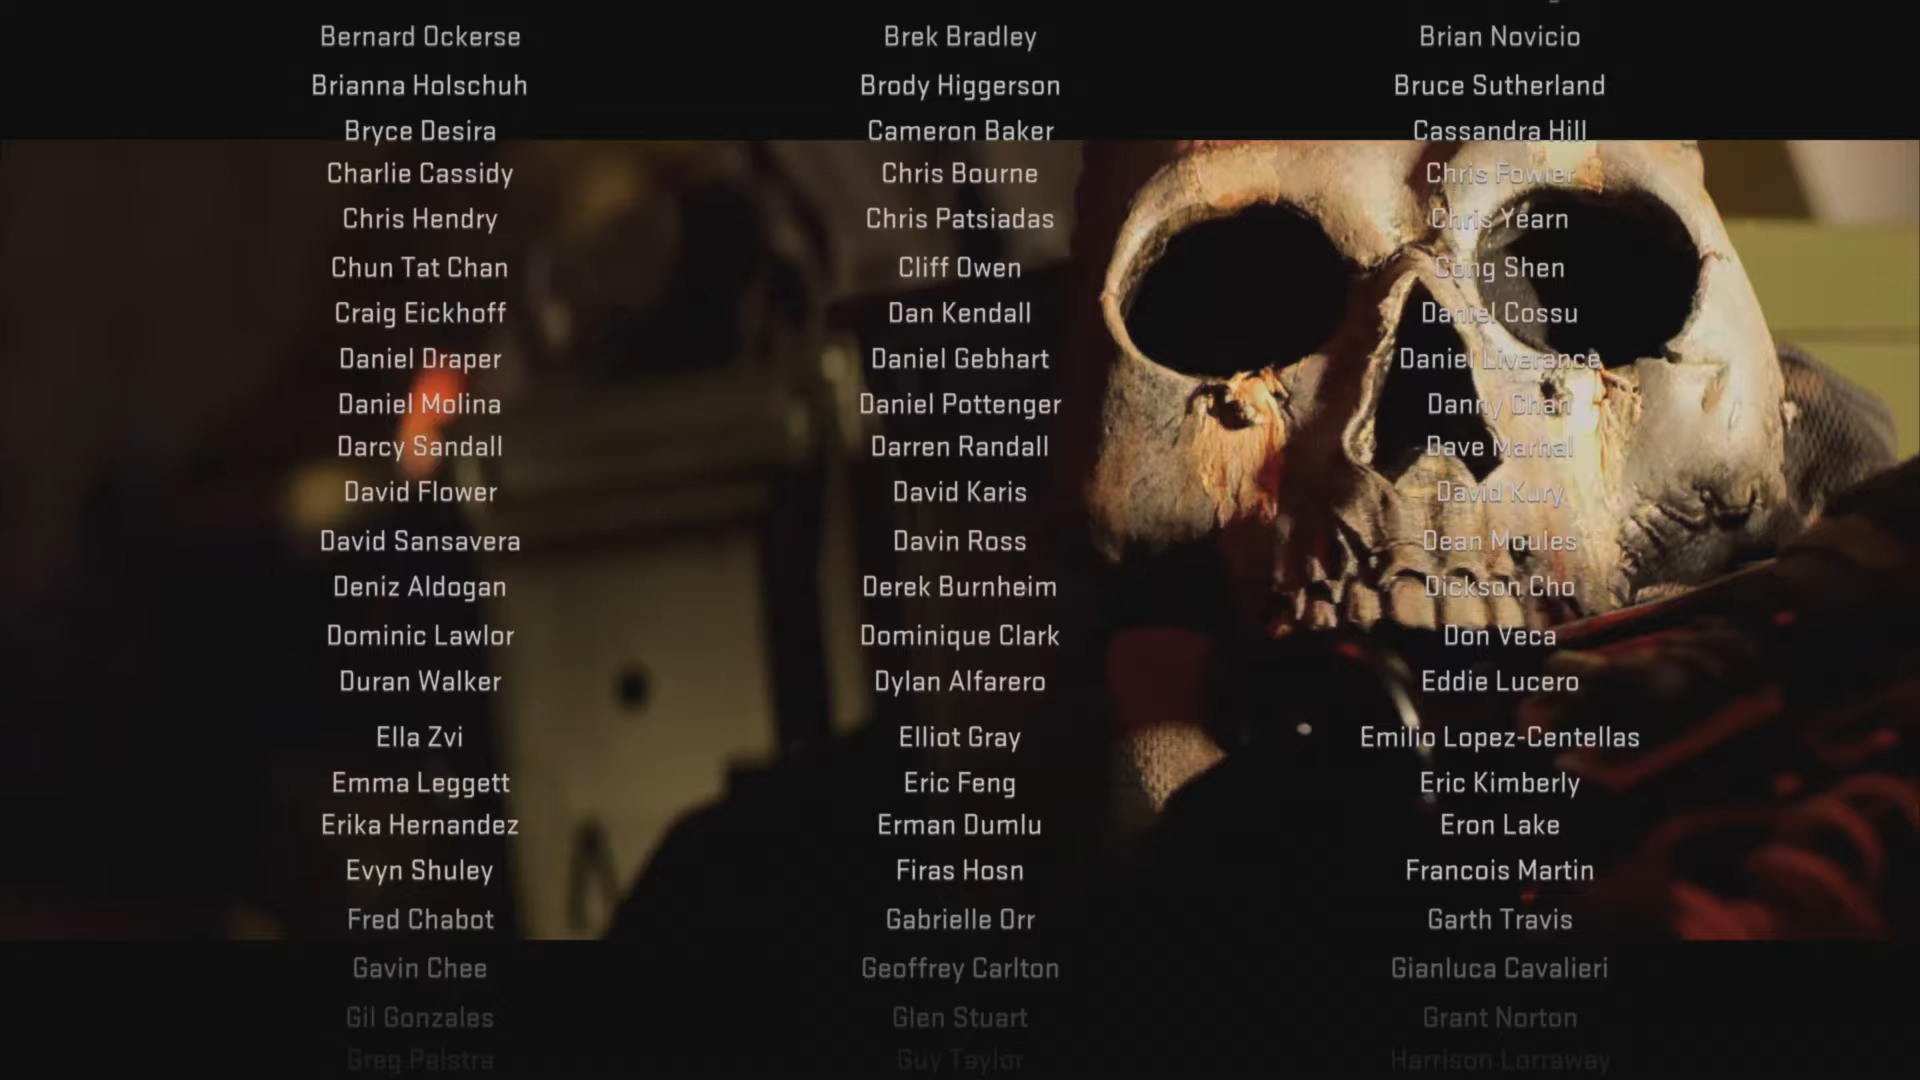 Bernard Ockerse Brek Bradley Brian Novicio
Brianna Holschuh Brody Higgerson Bruce Sutherland
Bryce Desira Cameron Baker Cassandra Hill
Charlie Cassidy Chris Bourne Chris Fowler
Chris Hendry Chris Patsiadas Chris Yearn
Chun Tat Chan Cliff Owen Cong Shen
Craig Eickhoff Dan Kendall Daniel Cossu
Daniel Draper Daniel Gebhart Daniel Liverance
Daniel Molina Daniel Pottenger Danny Chan
Darcy Sandall Darren Randall Dave Marhal
David Flower David Karis David Kury
David Sansavera Davin Ross Dean Moules
Deniz Aldogan Derek Burnheim Dickson Cho
Dominic Lawlor Dominique Clark Don Veca
Duran Walker Dylan Alfarero Eddie Lucero
Ella Zvi Elliot Gray Emilio Lopez-Centellas
Emma Leggett Eric Feng Eric Kimberly
Erika Hernandez Erman Dumlu Eron Lake
Evyn Shuley Firas Hosn Francois Martin
Fred Chabot Gabrielle Orr Garth Travis
Gavin Chee Geoffrey Carlton Gianluca Cavalieri
Gil Gonzales Glen Stuart Grant Norton
Greg Palstra Guy Taylor Harrison Lorraway